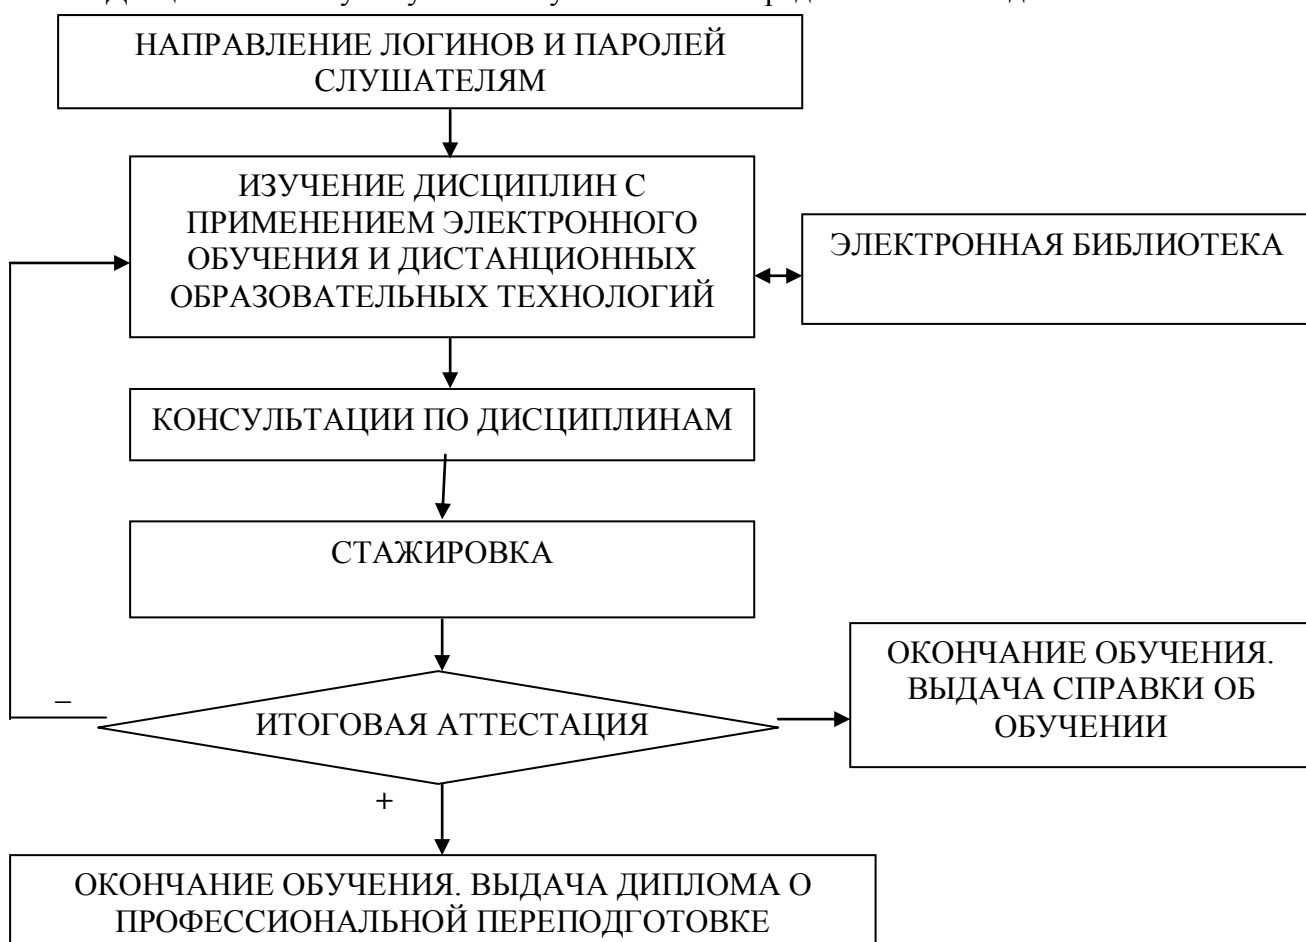 НАПРАВЛЕНИЕ ЛОГИНОВ И ПАРОЛЕЙ
СЛУШАТЕЛЯМ
ИЗУЧЕНИЕ ДИСЦИПЛИН С
ПРИМЕНЕНИЕМ ЭЛЕКТРОННОГО
ОБУЧЕНИЯ И ДИСТАНЦИОННЫХ
ОБРАЗОВАТЕЛЬНЫХ ТЕХНОЛОГИЙ
ЭЛЕКТРОННАЯ БИБЛИОТЕКА
КОНСУЛЬТАЦИИ ПО ДИСЦИПЛИНАМ
СТАЖИРОВКА
ОКОНЧАНИЕ ОБУЧЕНИЯ.
ВЫДАЧА СПРАВКИ ОБ
ОБУЧЕНИИ
–
ИТОГОВАЯ АТТЕСТАЦИЯ
+
ОКОНЧАНИЕ ОБУЧЕНИЯ. ВЫДАЧА ДИПЛОМА О
ПРОФЕССИОНАЛЬНОЙ ПЕРЕПОДГОТОВКЕ